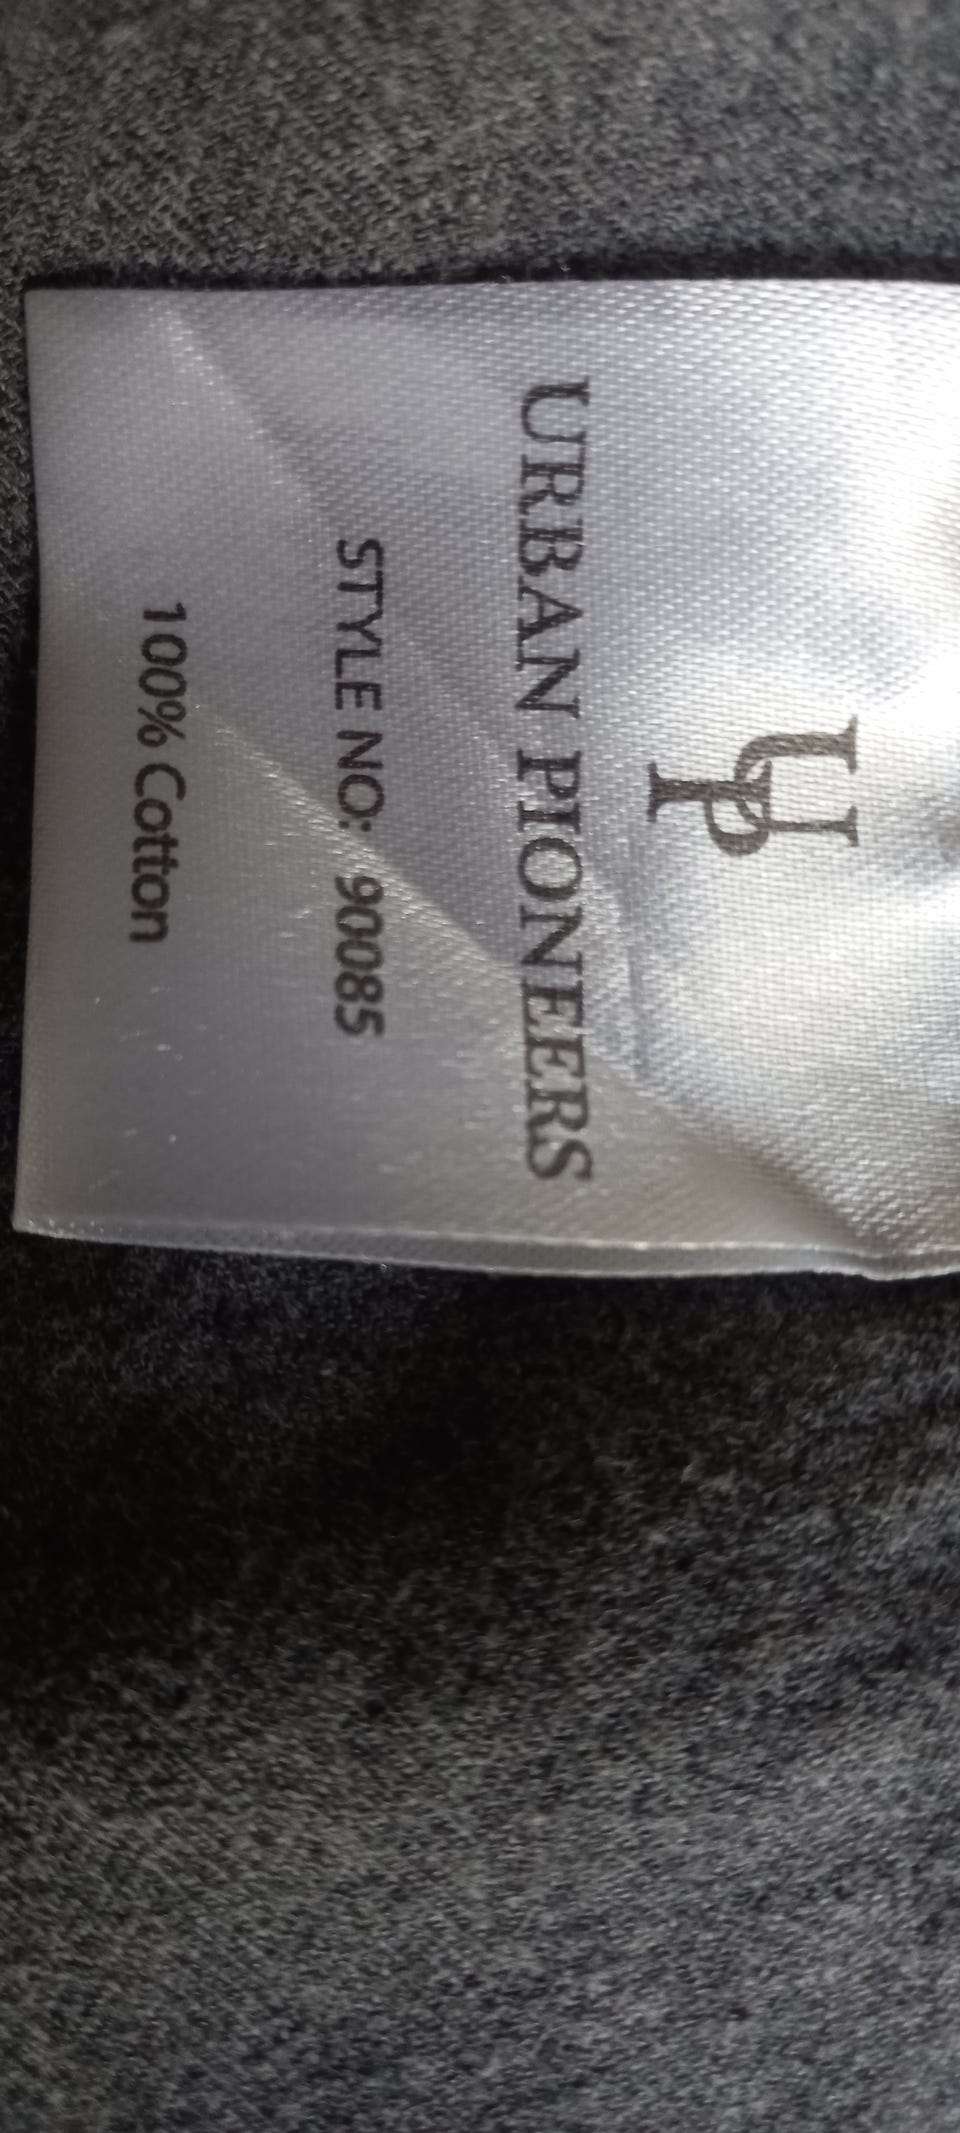 UP
URBAN PIONEERS
STYLE NO: 90085
100% Cotton